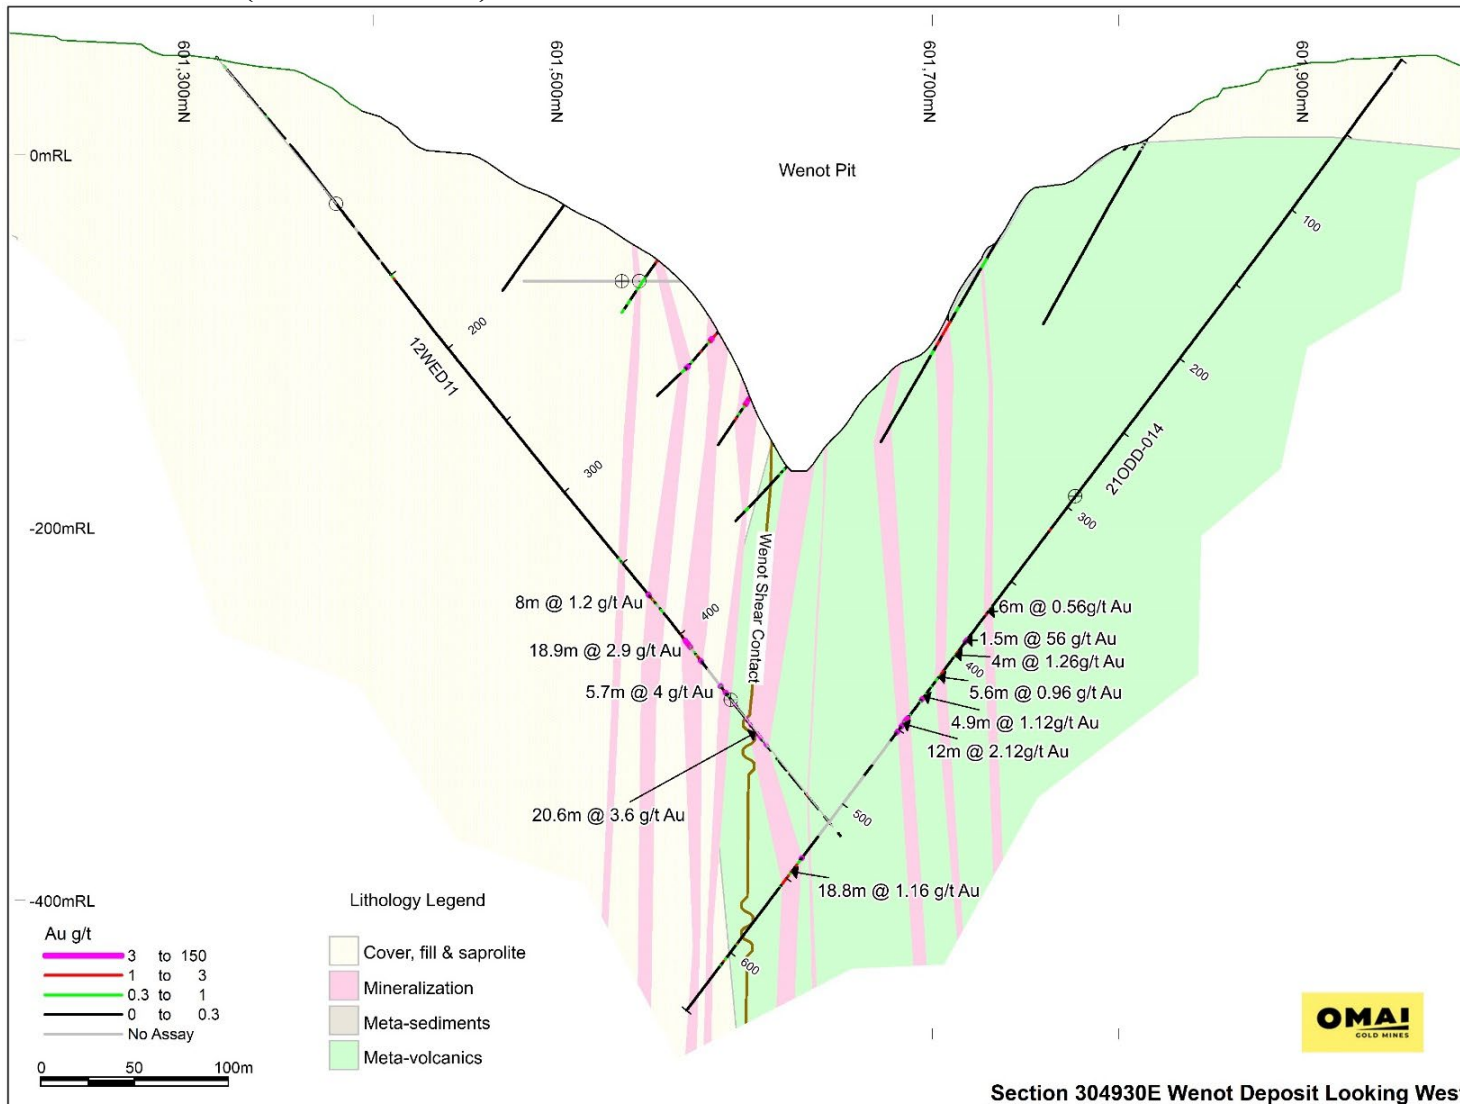 601,300mN
601,500mN
601,700mN
601,900mN
0mRL
-200mRL
-400mRL
Wenot Pit
12WED11
200
300
400
21ODD-014
100
200
300
400
500
600
Wenot Shear Contact
8m @ 1.2 g/t Au
18.9m @ 2.9 g/t Au
5.7m @ 4 g/t Au
20.6m @ 3.6 g/t Au
6m @ 0.56g/t Au
1.5m @ 56 g/t Au
4m @ 1.26g/t Au
5.6m @ 0.96 g/t Au
4.9m @ 1.12g/t Au
12m @ 2.12g/t Au
18.8m @ 1.16 g/t Au
Au g/t
3 to 150
1 to 3
0.3 to 1
0 to 0.3
No Assay
0 50 100m
Lithology Legend
Cover, fill & saprolite
Mineralization
Meta-sediments
Meta-volcanics
OMAI
GOLD MINES
Section 304930E Wenot Deposit Looking West